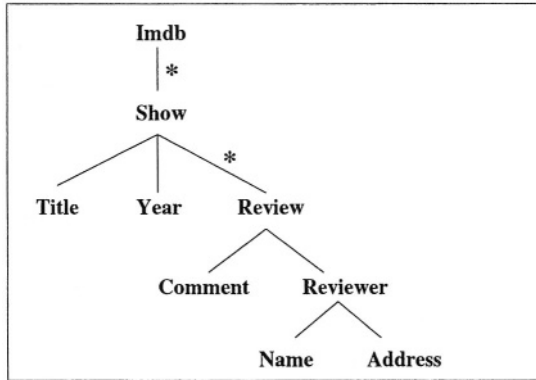 Imdb
*
Show
*
Title Year Review
Comment Reviewer
Name Address